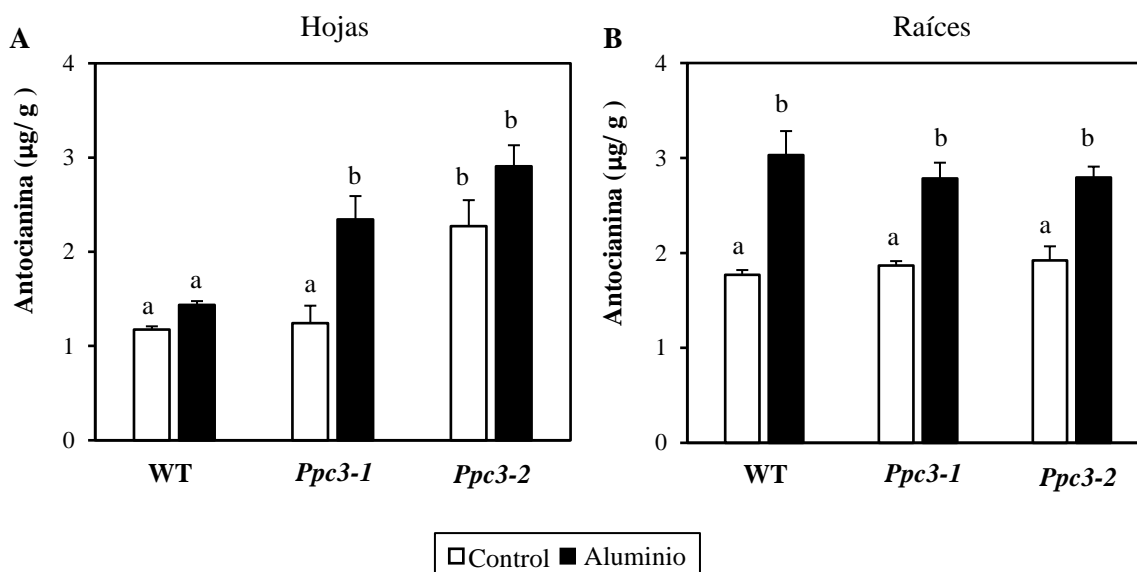 A
Hojas
Antocianina (µg/ g )
4
3
2
1
0
a
a
a
b
b
b
WT
Ppc3-1
Ppc3-2
B
Raíces
Antocianina (µg/ g )
4
3
2
1
0
a
b
a
b
a
b
WT
Ppc3-1
Ppc3-2
Control Aluminio